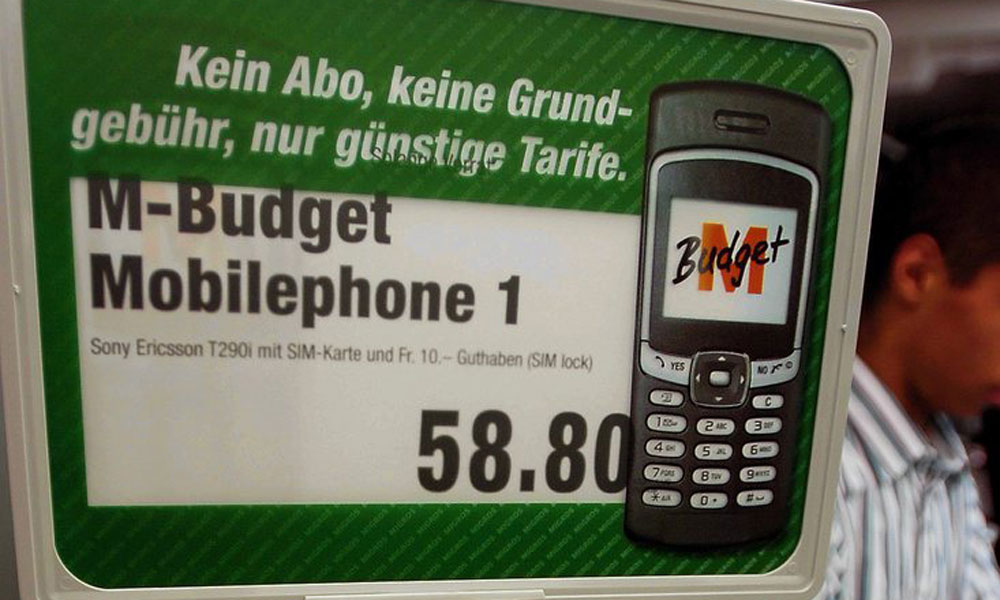 Kein Abo, keine Grund-
gebühr, nur günstige Tarife.
M-Budget
Mobilephone 1
Sony Ericsson T290i mit SIM-Karte und Fr. 10.– Guthaben (SIM lock)
58.80
M Budget
YES NO
C
1 2 ABC 3 DEF
4 GHI 5 JKL 6 MNO
7 PQRS 8 TUV 9 WXYZ
* 0 + #
MIGROS